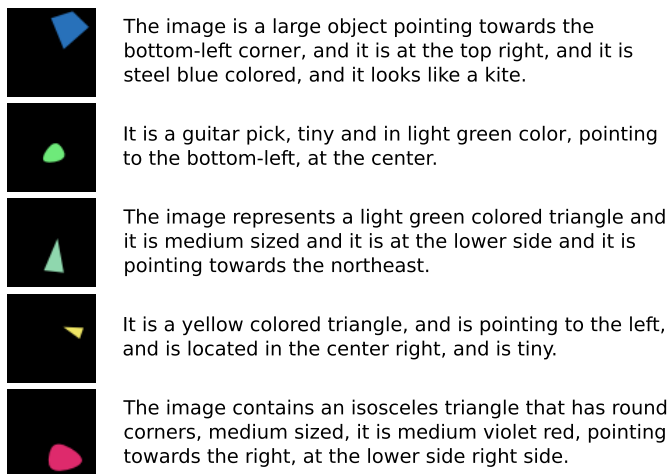 The image is a large object pointing towards the
bottom-left corner, and it is at the top right, and it is
steel blue colored, and it looks like a kite.
It is a guitar pick, tiny and in light green color, pointing
to the bottom-left, at the center.
The image represents a light green colored triangle and
it is medium sized and it is at the lower side and it is
pointing towards the northeast.
It is a yellow colored triangle, and is pointing to the left,
and is located in the center right, and is tiny.
The image contains an isosceles triangle that has round
corners, medium sized, it is medium violet red, pointing
towards the right, at the lower side right side.